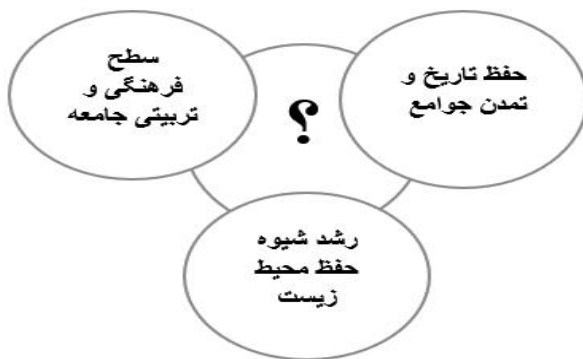 حفظ تاریخ و
تمدن جوامع
سطح
فرهنگی و
تربیتی جامعه
؟
رشد شیوه
حفظ محیط
زیست